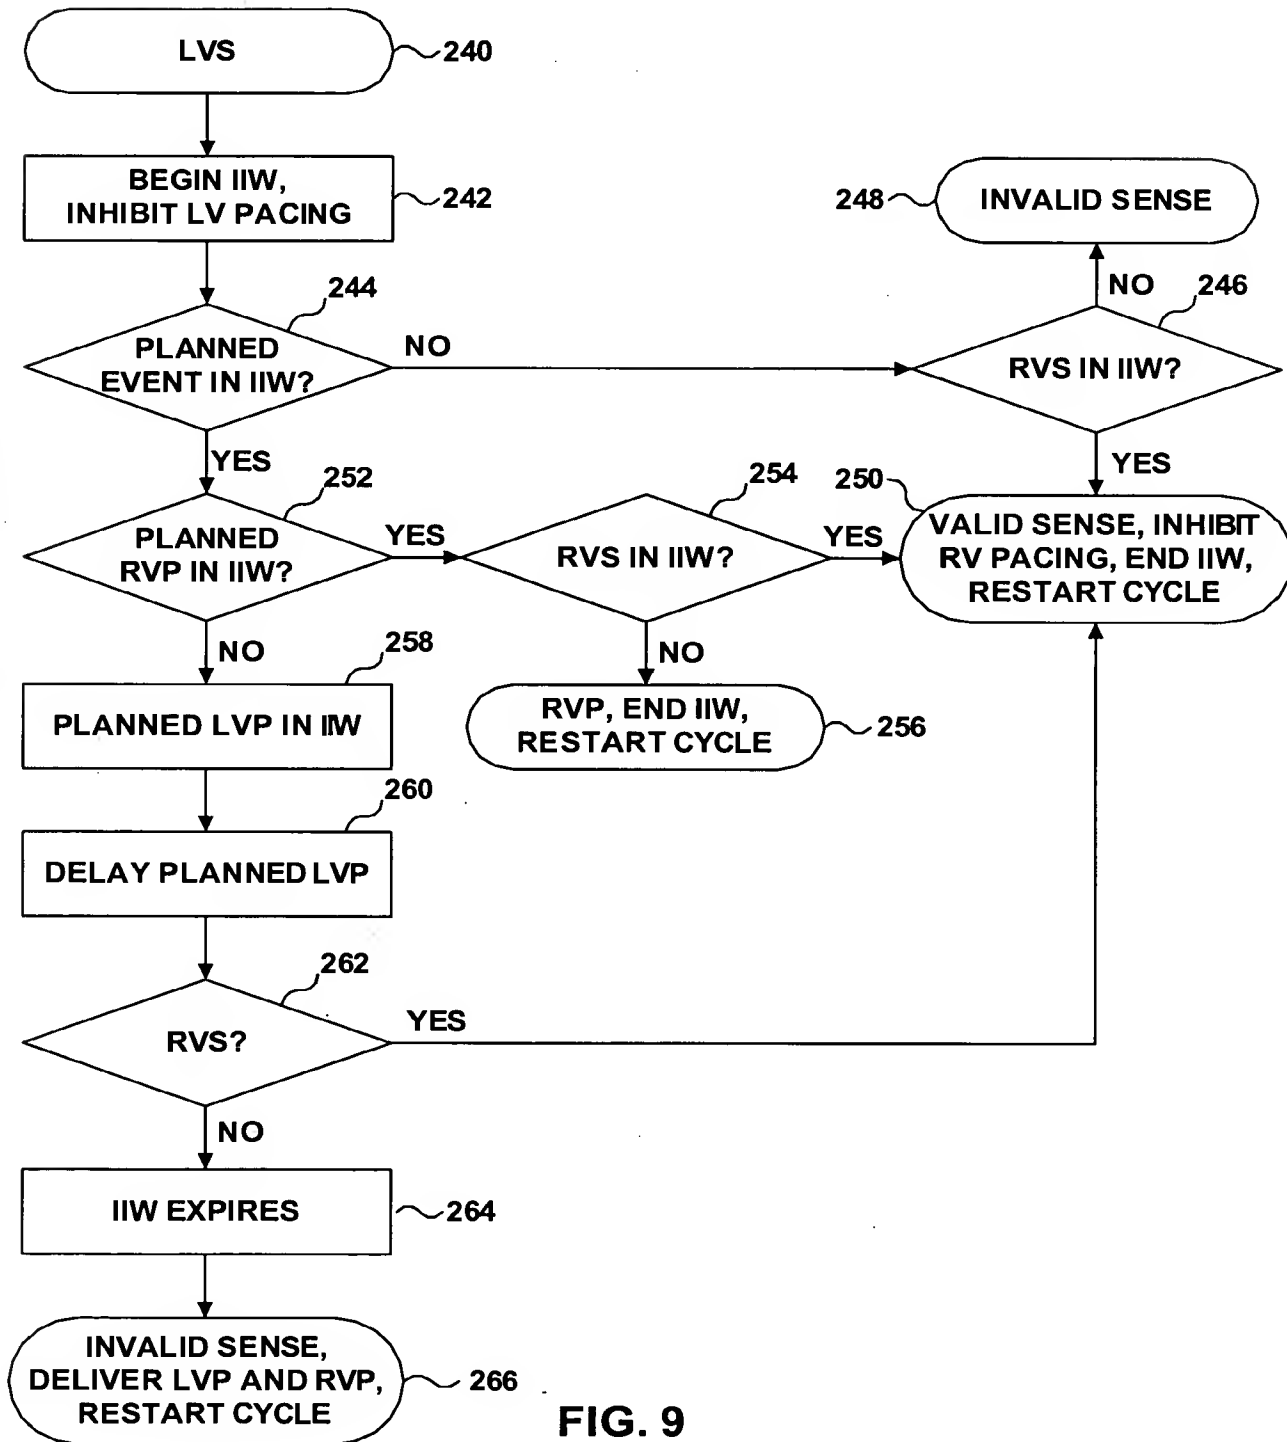 LVS
240
BEGIN IIW,
INHIBIT LV PACING
242
248
INVALID SENSE
244
NO
246
PLANNED
EVENT IN IIW?
NO
RVS IN IIW?
YES
YES
252
254
250
PLANNED
RVP IN IIW?
YES
RVS IN IIW?
YES
VALID SENSE, INHIBIT
RV PACING, END IIW,
RESTART CYCLE
NO
258
NO
PLANNED LVP IN IIW
RVP, END IIW,
RESTART CYCLE
256
260
DELAY PLANNED LVP
262
RVS?
YES
NO
IIW EXPIRES
264
INVALID SENSE,
DELIVER LVP AND RVP,
RESTART CYCLE
266
FIG. 9